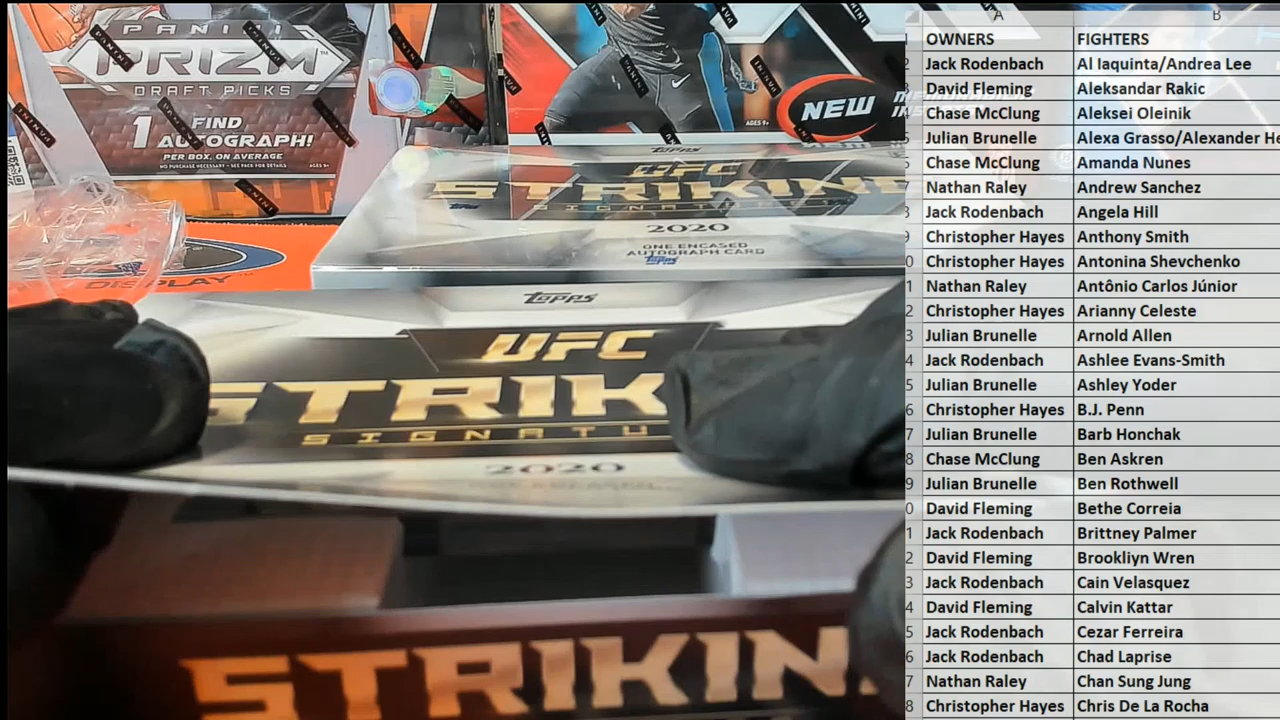 PANINI
PRIZM
DRAFT PICKS
1 FIND
AUTOGRAPH!
PER BOX, ON AVERAGE
NEW
AGES 9+
Topps
UFC
STRIKING
2020
ONE ENCASED
AUTOGRAPH CARD
Topps
DISPLAY
Topps
UFC
STRIK
SIGNATU
2020
STRIKIN
A B
OWNERS FIGHTERS
Jack Rodenbach Al Iaquinta/Andrea Lee
David Fleming Aleksandar Rakic
Chase McClung Aleksei Oleinik
Julian Brunelle Alexa Grasso/Alexander He
Chase McClung Amanda Nunes
Nathan Raley Andrew Sanchez
Jack Rodenbach Angela Hill
Christopher Hayes Anthony Smith
Christopher Hayes Antonina Shevchenko
Nathan Raley Antônio Carlos Júnior
Christopher Hayes Arianny Celeste
Julian Brunelle Arnold Allen
Jack Rodenbach Ashlee Evans-Smith
Julian Brunelle Ashley Yoder
Christopher Hayes B.J. Penn
Julian Brunelle Barb Honchak
Chase McClung Ben Askren
Julian Brunelle Ben Rothwell
David Fleming Bethe Correia
Jack Rodenbach Brittney Palmer
David Fleming Brookliyn Wren
Jack Rodenbach Cain Velasquez
David Fleming Calvin Kattar
Jack Rodenbach Cezar Ferreira
Jack Rodenbach Chad Laprise
Nathan Raley Chan Sung Jung
Christopher Hayes Chris De La Rocha